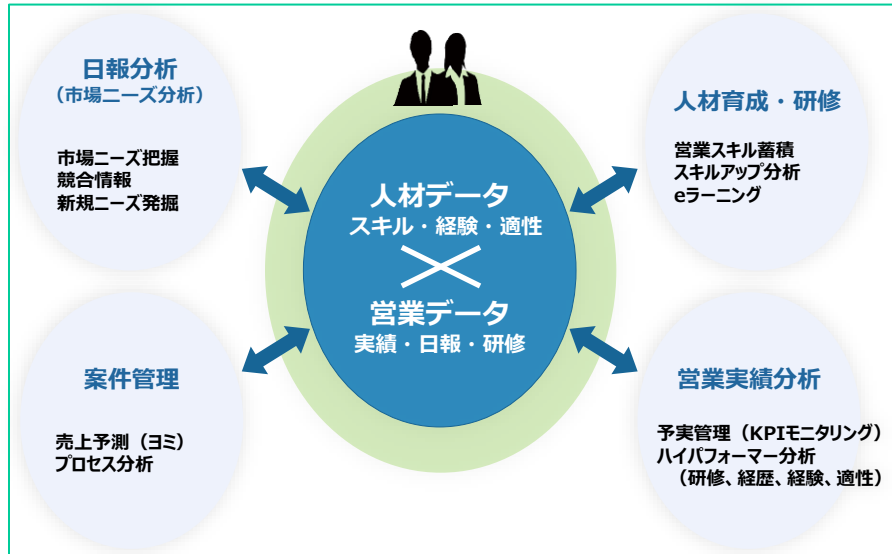 日報分析
（市場ニーズ分析）
市場ニーズ把握
競合情報
新規ニーズ発掘
人材育成・研修
営業スキル蓄積
スキルアップ分析
eラーニング
人材データ
スキル・経験・適性
営業データ
実績・日報・研修
案件管理
売上予測（ヨミ）
プロセス分析
営業実績分析
予実管理（KPIモニタリング）
ハイパフォーマー分析
（研修、経歴、経験、適性）